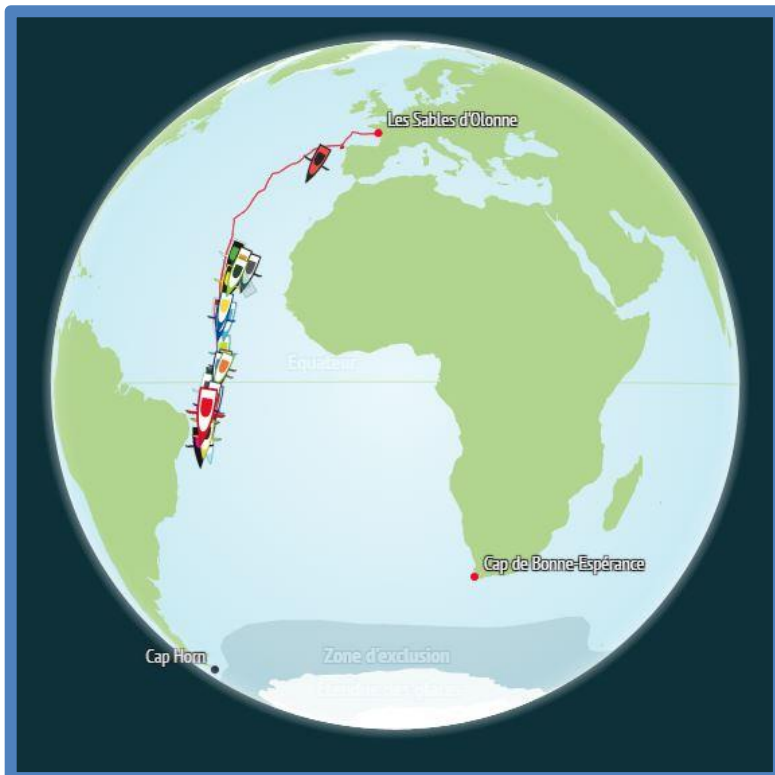 Les Sables d'Olonne
Equateur
Cap de Bonne-Espérance
Cap Horn
Zone d'exclusion